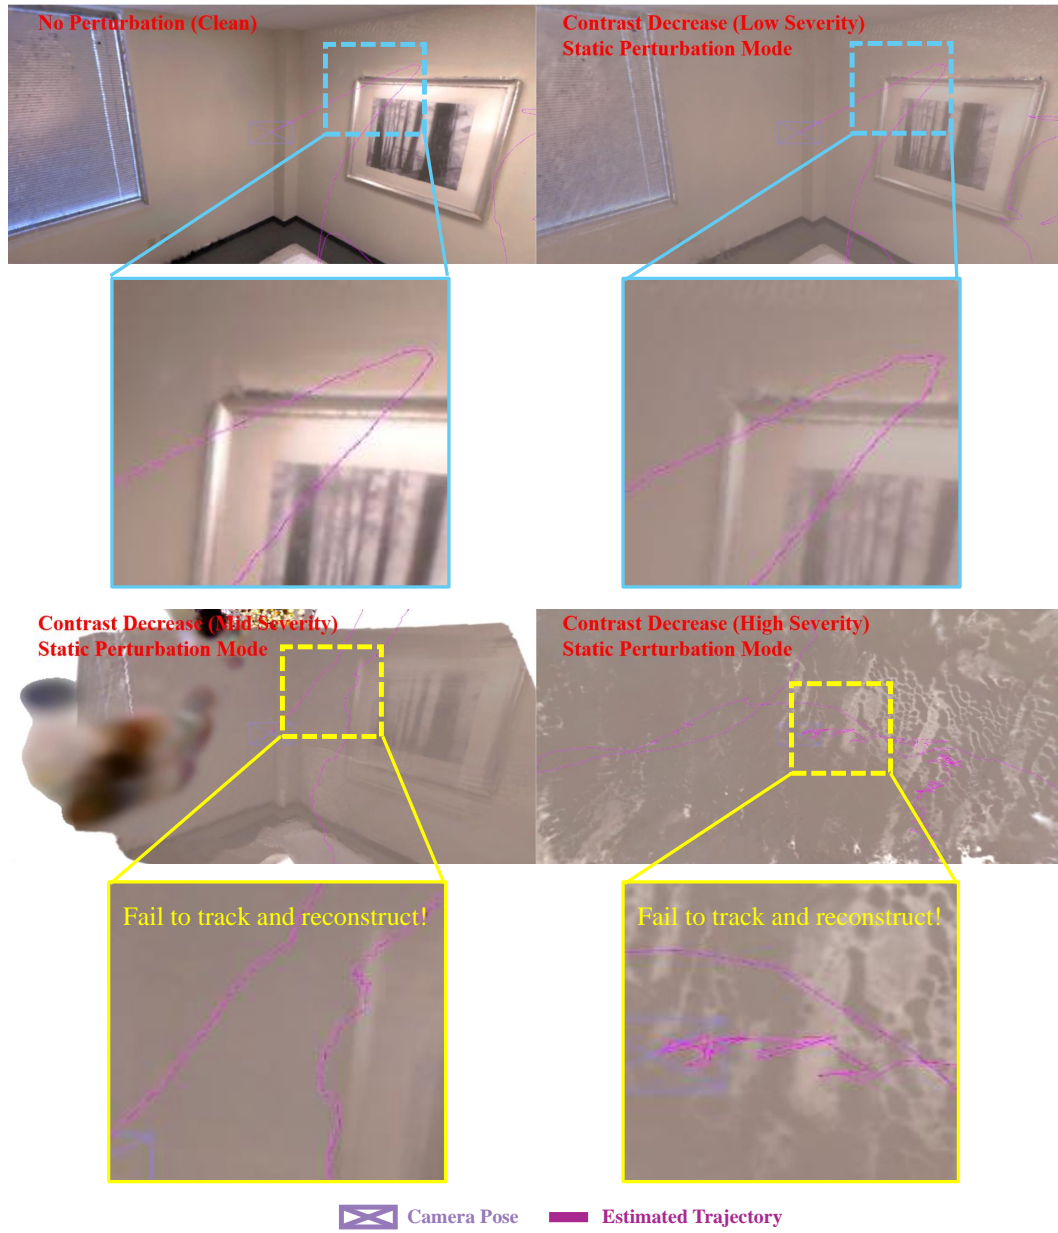 No Perturbation (Clean)
Contrast Decrease (Low Severity)
Static Perturbation Mode
Contrast Decrease (Mid Severity)
Static Perturbation Mode
Contrast Decrease (High Severity)
Static Perturbation Mode
Fail to track and reconstruct!
Fail to track and reconstruct!
Camera Pose
Estimated Trajectory